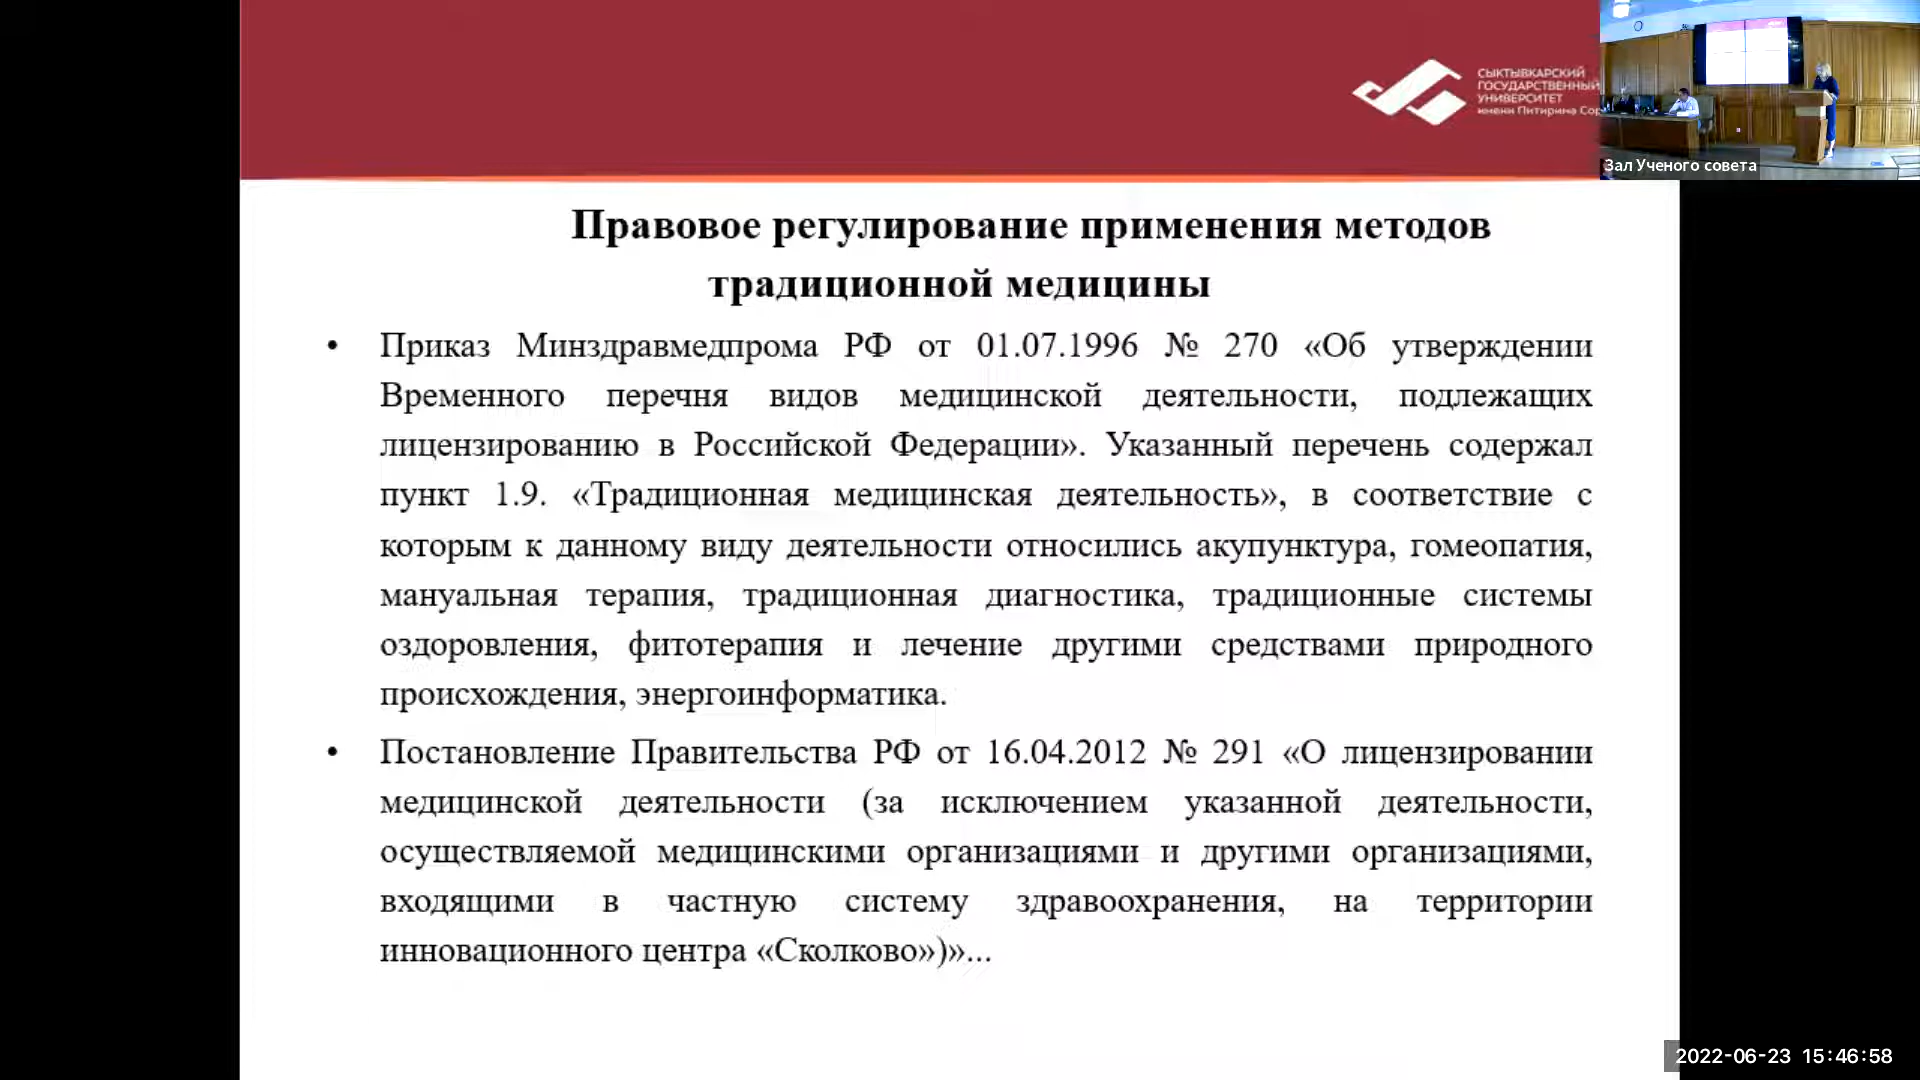 СЫКТЫВКАРСКИЙ
ГОСУДАРСТВЕННЫЙ
УНИВЕРСИТЕТ
имени Питирима
Зал Ученого совета
Правовое регулирование применения методов
традиционной медицины
• Приказ Минздравмедпрома РФ от 01.07.1996 № 270 «Об утверждении
Временного перечня видов медицинской деятельности, подлежащих
лицензированию в Российской Федерации». Указанный перечень содержал
пункт 1.9. «Традиционная медицинская деятельность», в соответствие с
которым к данному виду деятельности относились акупунктура, гомеопатия,
мануальная терапия, традиционная диагностика, традиционные системы
оздоровления, фитотерапия и лечение другими средствами природного
происхождения, энергоинформатика.
• Постановление Правительства РФ от 16.04.2012 № 291 «О лицензировании
медицинской деятельности (за исключением указанной деятельности,
осуществляемой медицинскими организациями и другими организациями,
входящими в частную систему здравоохранения, на территории
инновационного центра «Сколково»)»...
2022-06-23 15:46:58